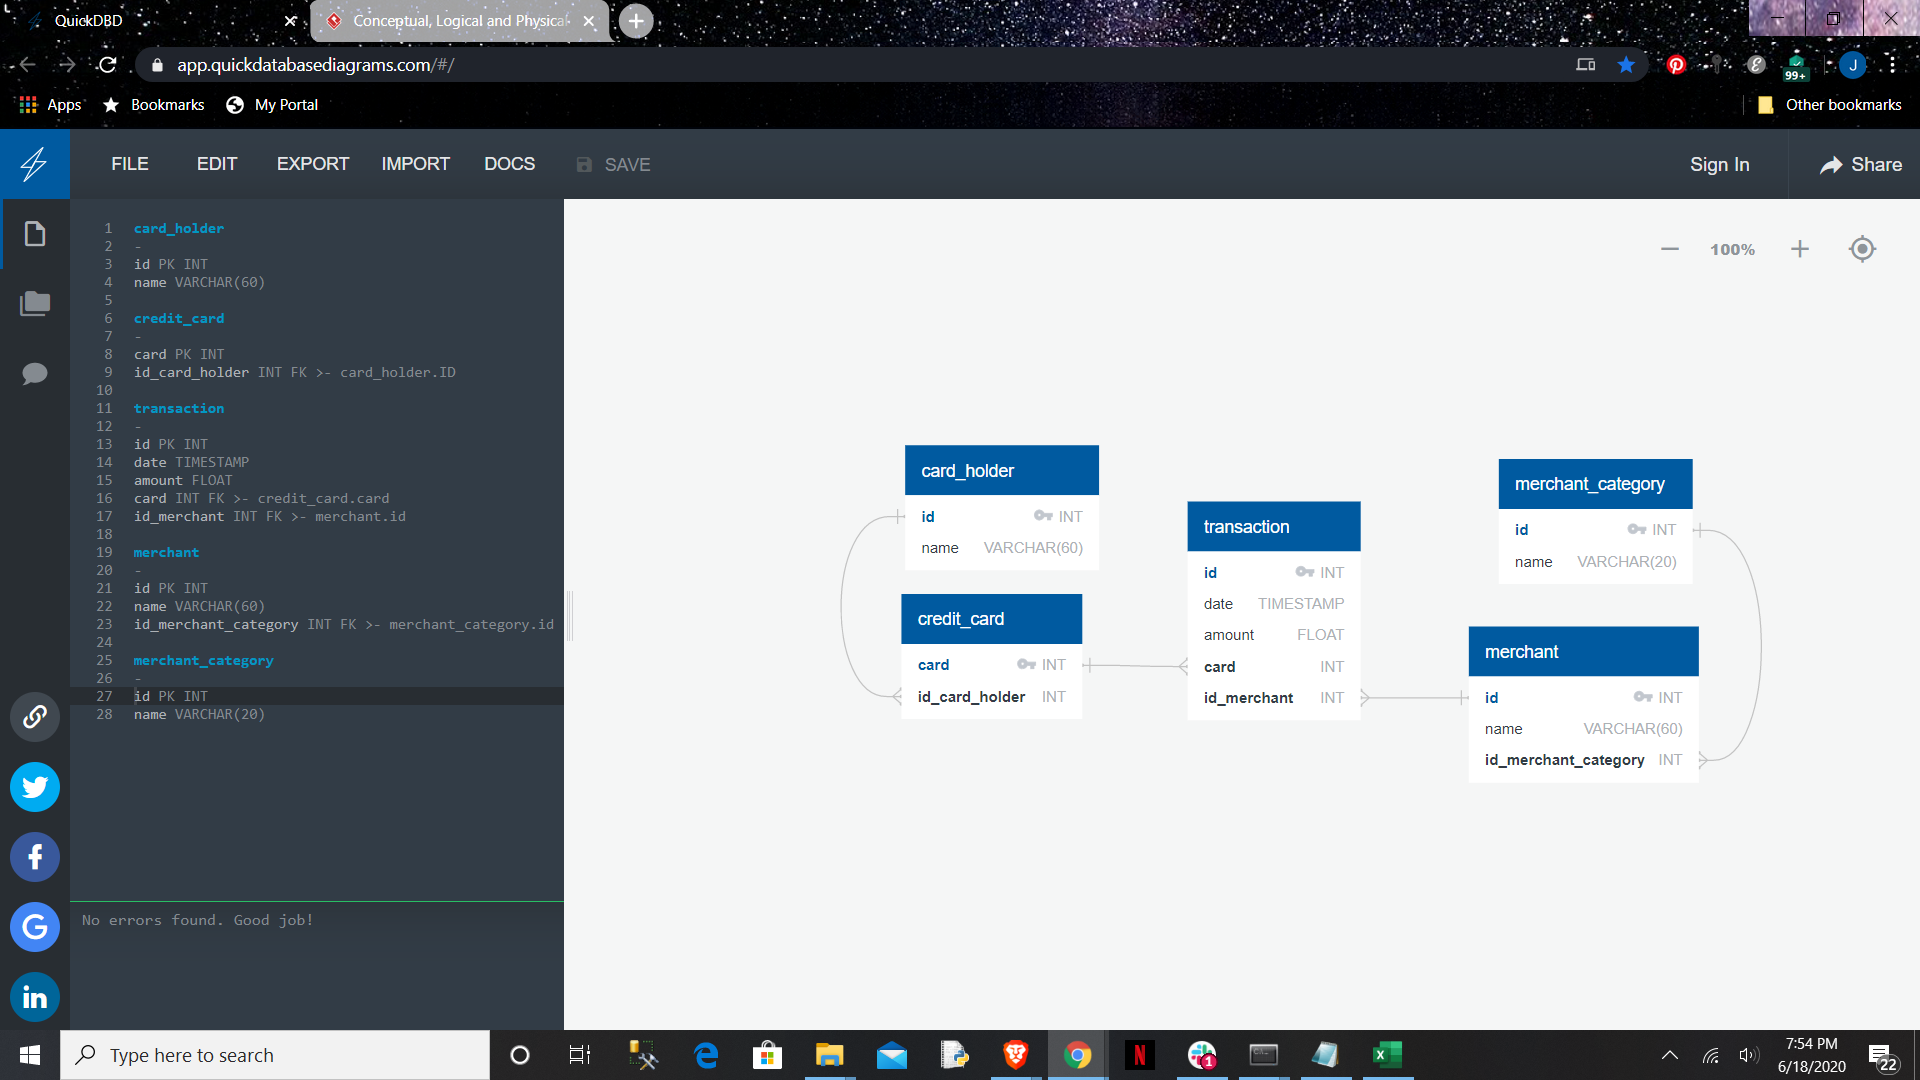 QuickDBD
Conceptual, Logical and Physical
app.quickdatabasediagrams.com/#/
99+
J
Apps
Bookmarks
My Portal
Other bookmarks
FILE
EDIT
EXPORT
IMPORT
DOCS
SAVE
Sign In
Share
1 card_holder
2 -
3 id PK INT
4 name VARCHAR(60)
5
6 credit_card
7 -
8 card PK INT
9 id_card_holder INT FK >- card_holder.ID
10
11 transaction
12 -
13 id PK INT
14 date TIMESTAMP
15 amount FLOAT
16 card INT FK >- credit_card.card
17 id_merchant INT FK >- merchant.id
18
19 merchant
20 -
21 id PK INT
22 name VARCHAR(60)
23 id_merchant_category INT FK >- merchant_category.id
24
25 merchant_category
26 -
27 id PK INT
28 name VARCHAR(20)
No errors found. Good job!
100%
card_holder
id INT
name VARCHAR(60)
credit_card
card INT
id_card_holder INT
transaction
id INT
date TIMESTAMP
amount FLOAT
card INT
id_merchant INT
merchant_category
id INT
name VARCHAR(20)
merchant
id INT
name VARCHAR(60)
id_merchant_category INT
Type here to search
1
7:54 PM
6/18/2020
22